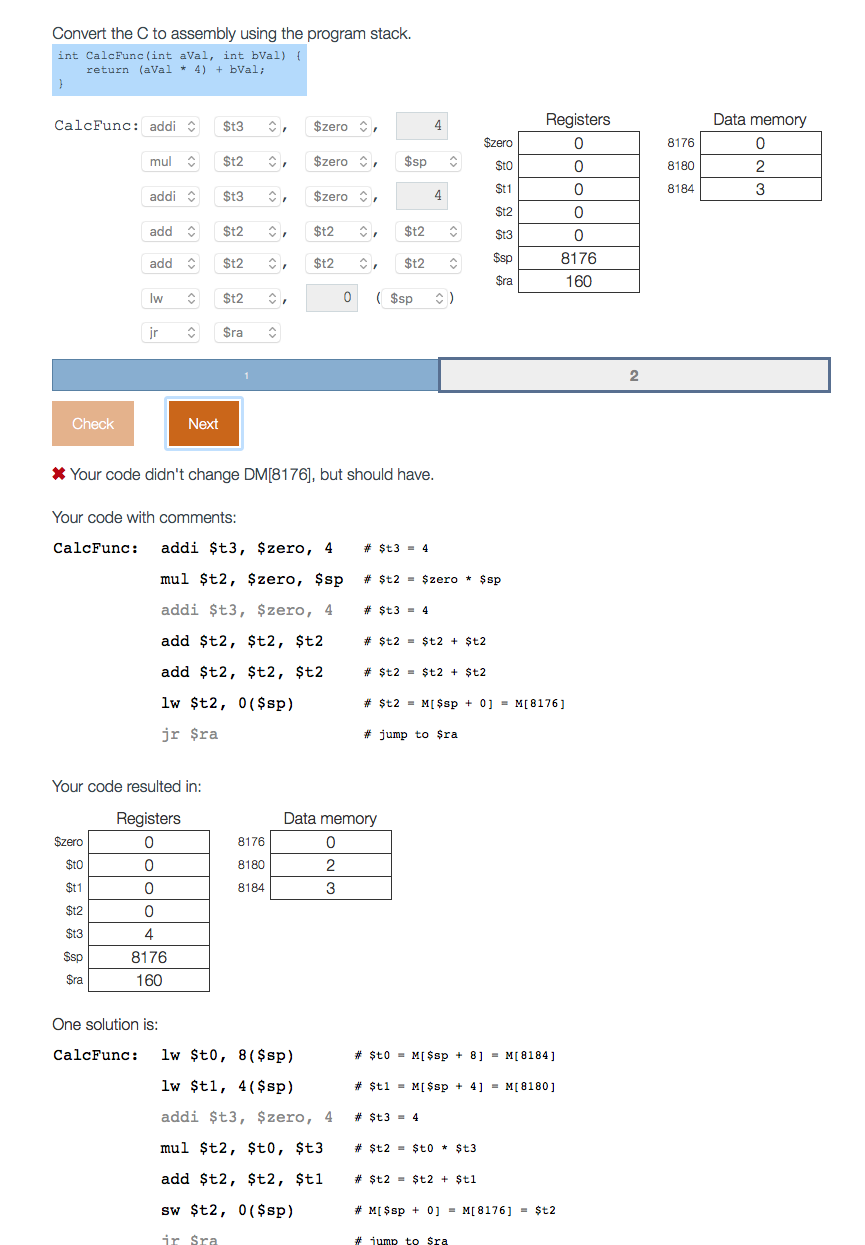 Convert the C to assembly using the program stack.
int CalcFunc(int aVal, int bVal) {
return (aVal * 4) + bVal;
}
CalcFunc: addi $t3 , $zero , 4
mul $t2 , $zero , $sp
addi $t3 , $zero , 4
add $t2 , $t2 , $t2
add $t2 , $t2 , $t2
lw $t2 , 0 ( $sp )
jr $ra
Registers
$zero 0
$t0 0
$t1 0
$t2 0
$t3 0
$sp 8176
$ra 160
Data memory
8176 0
8180 2
8184 3
1 2
Check Next
✖ Your code didn't change DM[8176], but should have.
Your code with comments:
CalcFunc: addi $t3, $zero, 4 # $t3 = 4
mul $t2, $zero, $sp # $t2 = $zero * $sp
addi $t3, $zero, 4 # $t3 = 4
add $t2, $t2, $t2 # $t2 = $t2 + $t2
add $t2, $t2, $t2 # $t2 = $t2 + $t2
lw $t2, 0($sp) # $t2 = M[$sp + 0] = M[8176]
jr $ra # jump to $ra
Your code resulted in:
Registers
$zero 0
$t0 0
$t1 0
$t2 0
$t3 4
$sp 8176
$ra 160
Data memory
8176 0
8180 2
8184 3
One solution is:
CalcFunc: lw $t0, 8($sp) # $t0 = M[$sp + 8] = M[8184]
lw $t1, 4($sp) # $t1 = M[$sp + 4] = M[8180]
addi $t3, $zero, 4 # $t3 = 4
mul $t2, $t0, $t3 # $t2 = $t0 * $t3
add $t2, $t2, $t1 # $t2 = $t2 + $t1
sw $t2, 0($sp) # M[$sp + 0] = M[8176] = $t2
jr $ra # jump to $ra